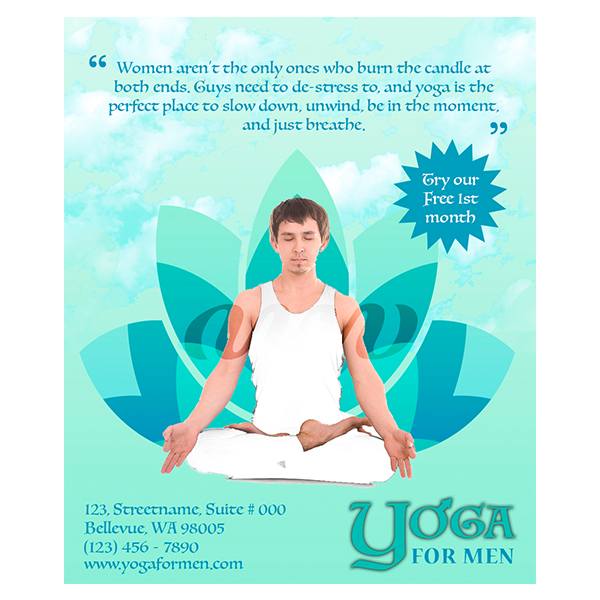 “ Women aren't the only ones who burn the candle at
both ends. Guys need to de-stress to, and yoga is the
perfect place to slow down, unwind, be in the moment,
and just breathe. ”
Try our
Free 1st
month
123, Streetname, Suite # 000
Bellevue, WA 98005
(123) 456 - 7890
www.yogaformen.com
YOGA
FOR MEN